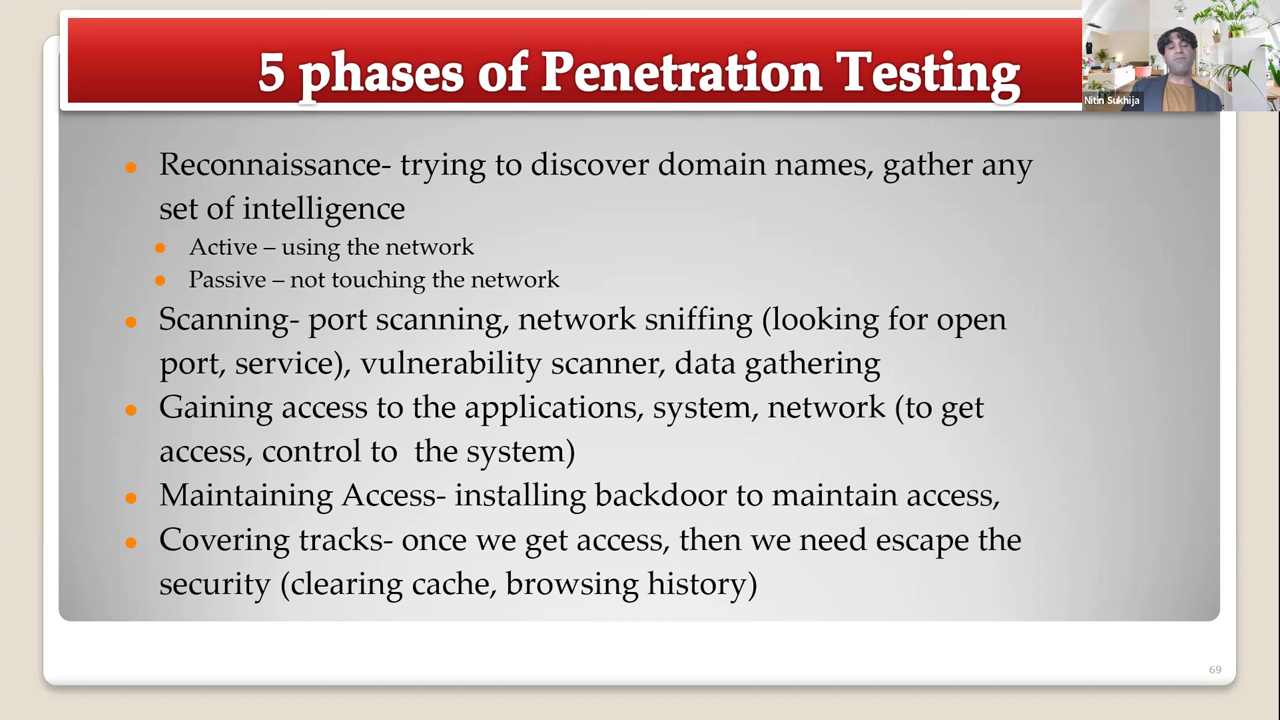 5 phases of Penetration Testing
Nitin Sukhija
Reconnaissance- trying to discover domain names, gather any
set of intelligence
Active – using the network
Passive – not touching the network
Scanning- port scanning, network sniffing (looking for open
port, service), vulnerability scanner, data gathering
Gaining access to the applications, system, network (to get
access, control to  the system)
Maintaining Access- installing backdoor to maintain access,
Covering tracks- once we get access, then we need escape the
security (clearing cache, browsing history)
69